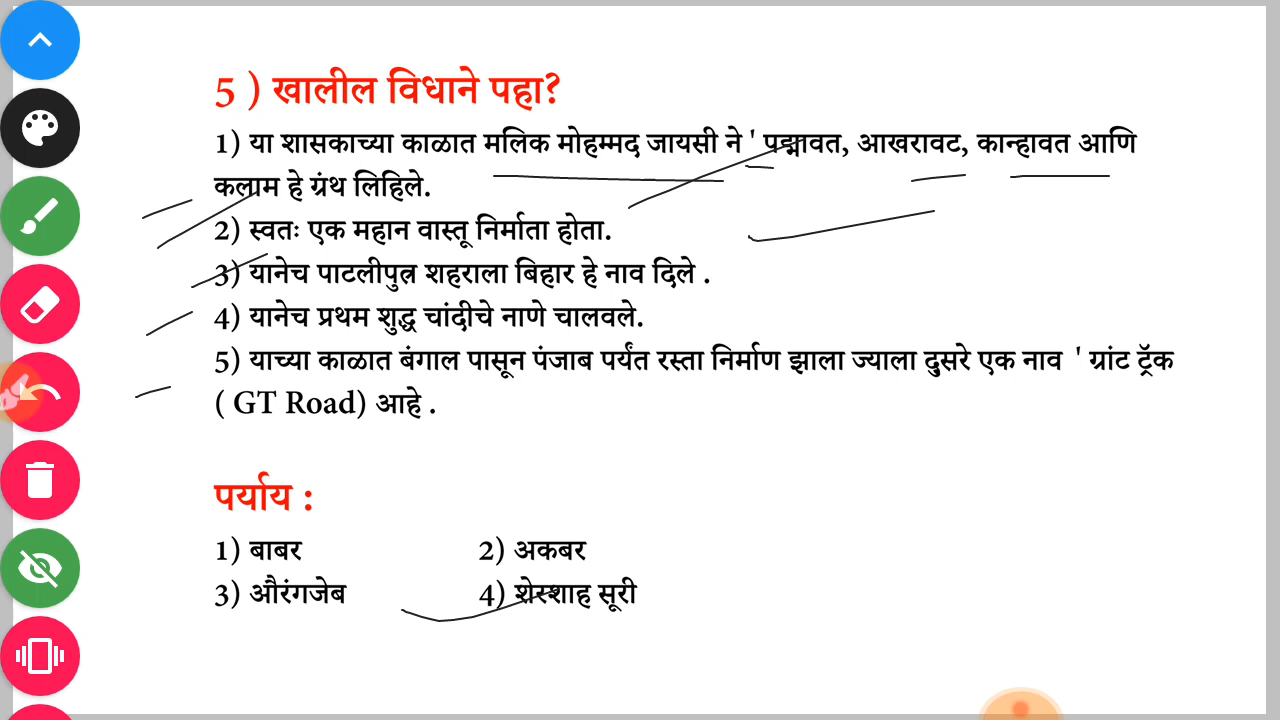 5 ) खालील विधाने पहा?
1) या शासकाच्या काळात मलिक मोहम्मद जायसी ने ' पद्मावत, आखरावट, कान्हावत आणि
कलाम हे ग्रंथ लिहिले.
2) स्वतः एक महान वास्तू निर्माता होता.
3) यानेच पाटलीपुत्र शहराला बिहार हे नाव दिले .
4) यानेच प्रथम शुद्ध चांदीचे नाणे चालवले.
5) याच्या काळात बंगाल पासून पंजाब पर्यंत रस्ता निर्माण झाला ज्याला दुसरे एक नाव ' ग्रांट ट्रॅक
( GT Road) आहे .
पर्याय :
1) बाबर 2) अकबर
3) औरंगजेब 4) शेरशाह सूरी